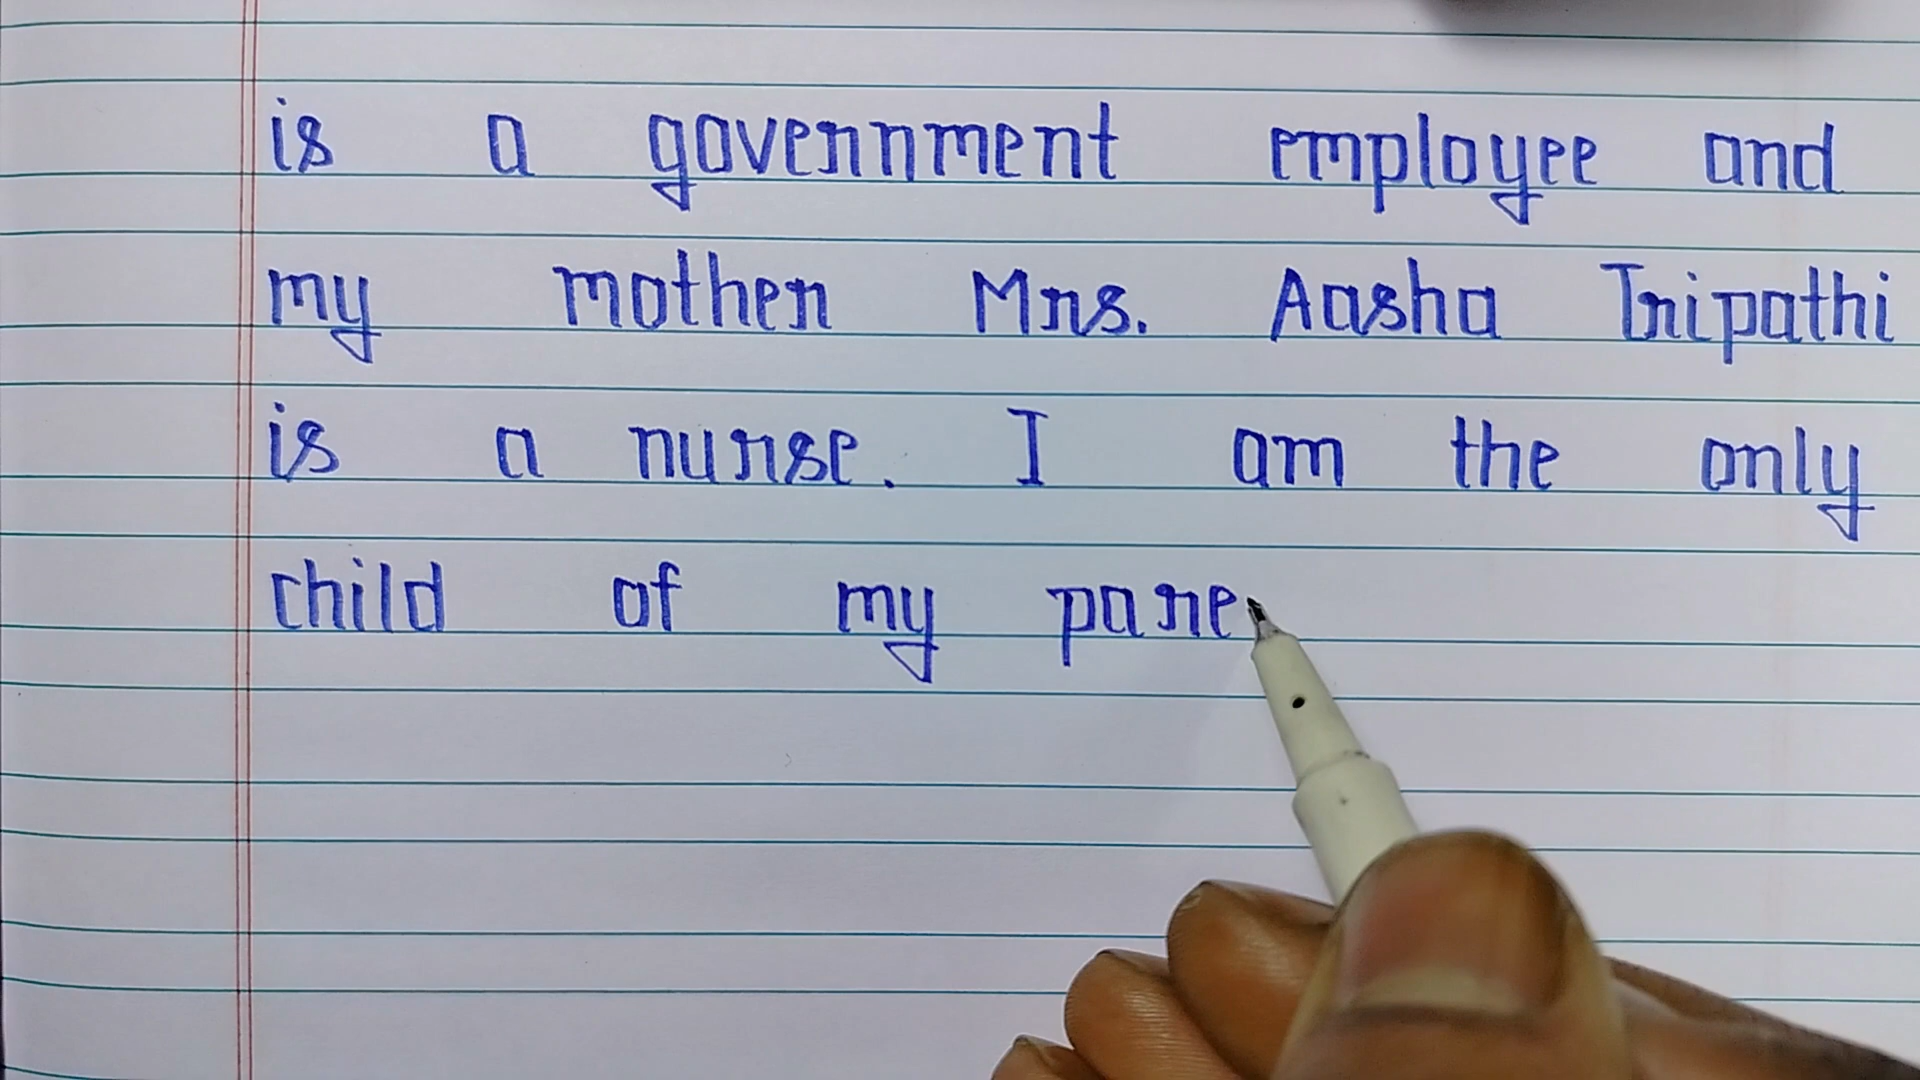 is a government employee and
my mother Mrs. Aasha Tripathi
is a nurse. I am the only
child of my pare